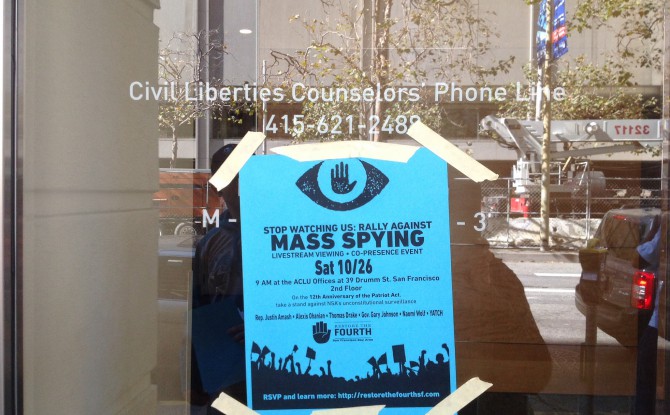 Civil Liberties Counselors' Phone Line
415-621-2488
M -
- 3'
32117
STOP WATCHING US: RALLY AGAINST
MASS SPYING
LIVESTREAM VIEWING • CO-PRESENCE EVENT
Sat 10/26
9 AM at the ACLU Offices at 39 Drumm St. San Francisco
2nd Floor
On the 12th Anniversary of the Patriot Act,
take a stand against NSA's unconstitutional surveillance
Rep. Justin Amash • Alexis Ohanian • Thomas Drake • Gov. Gary Johnson • Naomi Wolf • YATCH
RESTORE THE
FOURTH
RSVP and learn more: http://restorethefourthsf.com/